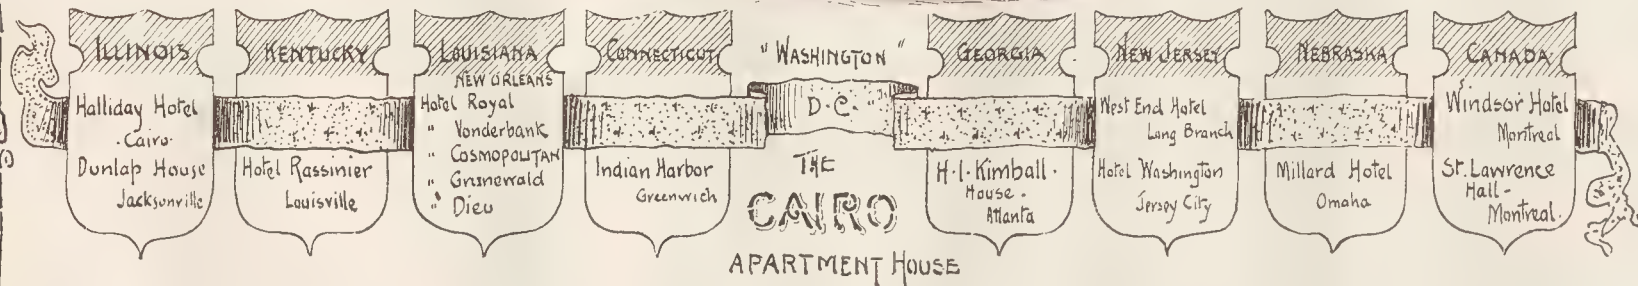 ILLINOIS
Halliday Hotel
·Cairo·
Dunlap House
Jacksonville
KENTUCKY
Hotel Rassinier
Louisville
LOUISIANA
NEW ORLEANS
Hotel Royal
" Vonderbank
" COSMOPOLITAN
" Grunewald
" Dieu
CONNECTICUT
Indian Harbor
Greenwich
"WASHINGTON"
D·C·"
THE
CAIRO
APARTMENT HOUSE
GEORGIA
H·I·Kimball·
House·
Atlanta
NEW JERSEY
West End Hotel
Long Branch
Hotel Washington
Jersey City
NEBRASKA
Millard Hotel
Omaha
CANADA
Windsor Hotel
Montreal
St. Lawrence
Hall-
Montreal.